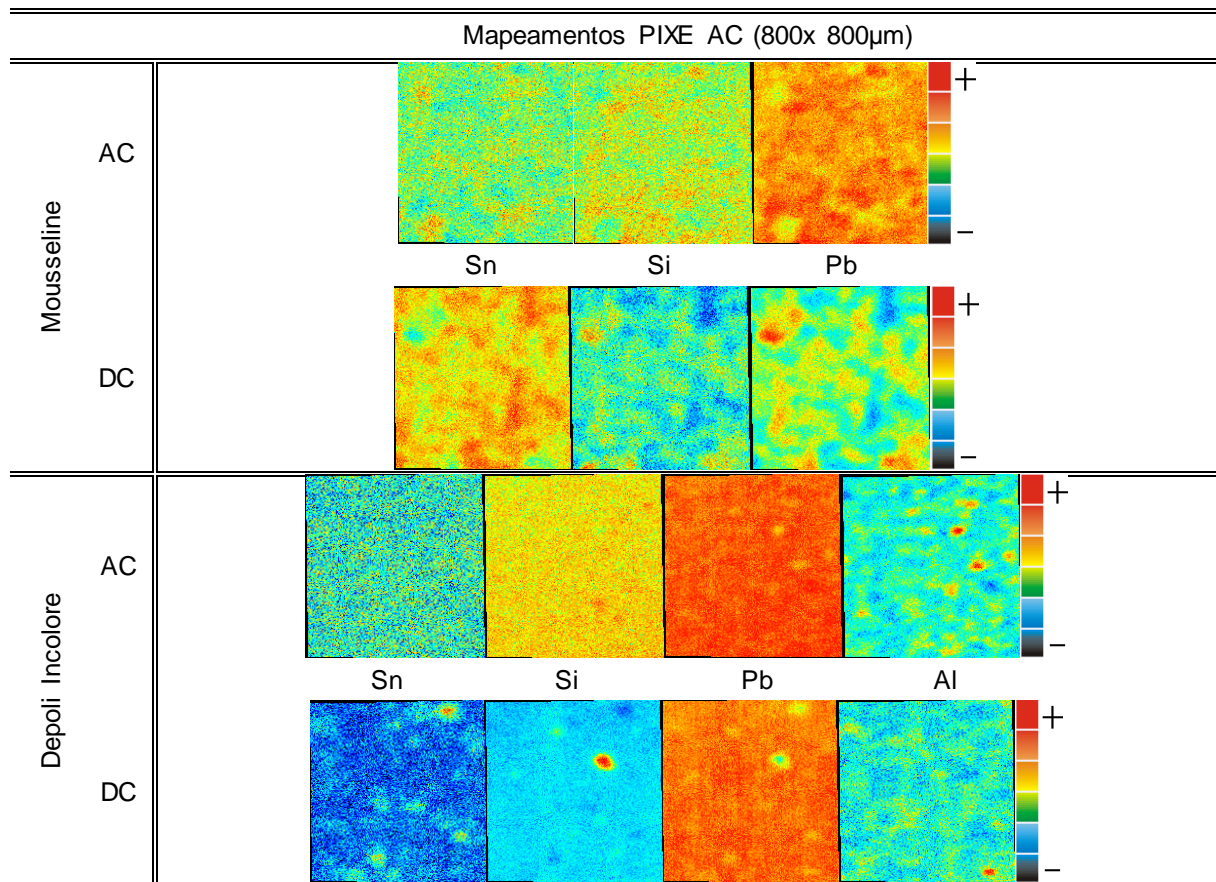 Mapeamentos PIXE AC (800x 800µm)
Mousseline
AC
+
−
Sn Si Pb
DC
+
−
Depoli Incolore
AC
+
−
Sn Si Pb Al
DC
+
−